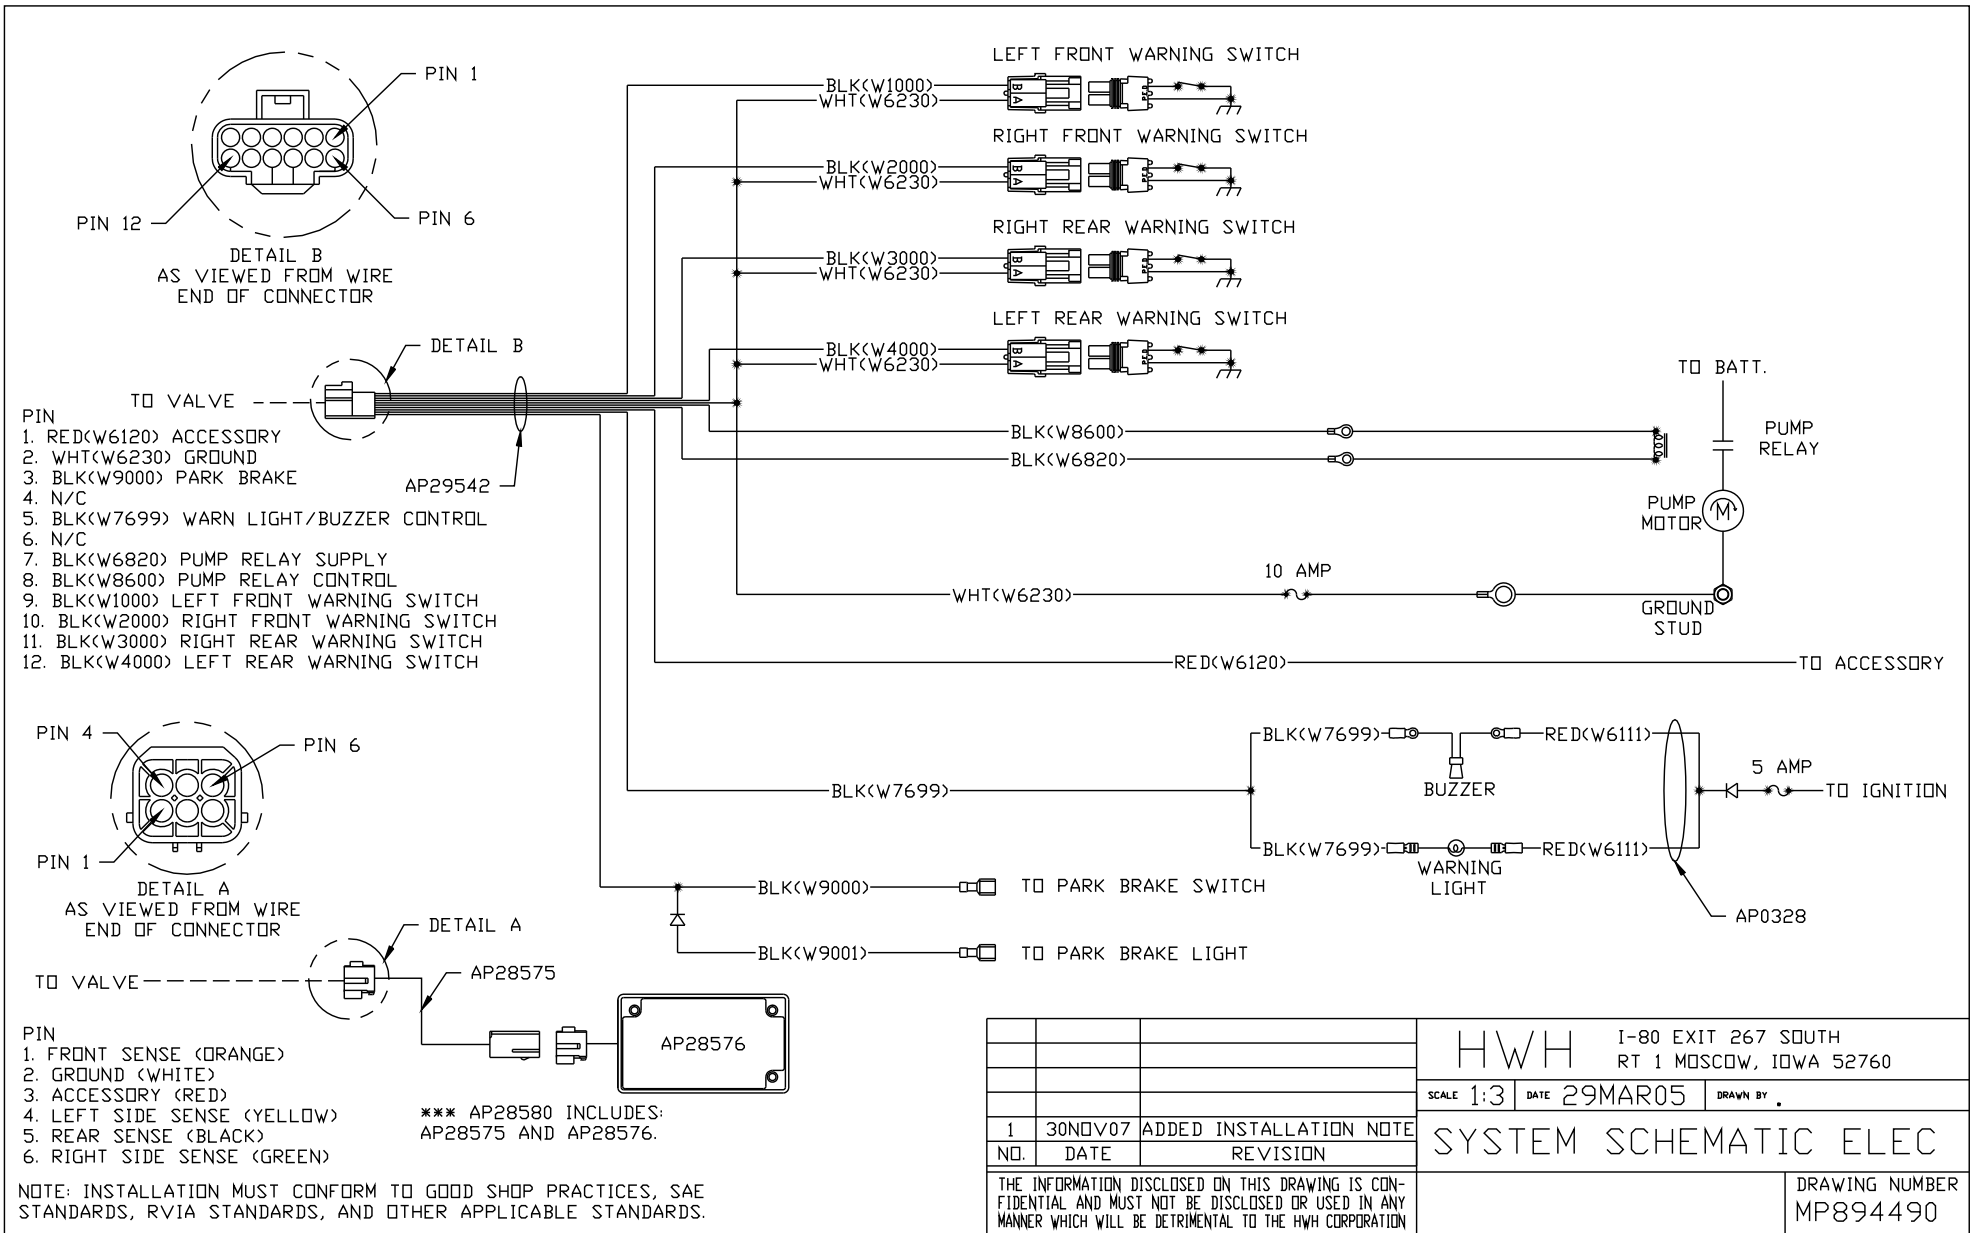 PIN 1
PIN 12
PIN 6
DETAIL B
AS VIEWED FROM WIRE
END OF CONNECTOR
DETAIL B
TO VALVE
AP29542
PIN
1. RED(W6120) ACCESSORY
2. WHT(W6230) GROUND
3. BLK(W9000) PARK BRAKE
4. N/C
5. BLK(W7699) WARN LIGHT/BUZZER CONTROL
6. N/C
7. BLK(W6820) PUMP RELAY SUPPLY
8. BLK(W8600) PUMP RELAY CONTROL
9. BLK(W1000) LEFT FRONT WARNING SWITCH
10. BLK(W2000) RIGHT FRONT WARNING SWITCH
11. BLK(W3000) RIGHT REAR WARNING SWITCH
12. BLK(W4000) LEFT REAR WARNING SWITCH
LEFT FRONT WARNING SWITCH
BLK(W1000)
WHT(W6230)
B
A
RIGHT FRONT WARNING SWITCH
BLK(W2000)
WHT(W6230)
B
A
RIGHT REAR WARNING SWITCH
BLK(W3000)
WHT(W6230)
B
A
LEFT REAR WARNING SWITCH
BLK(W4000)
WHT(W6230)
B
A
TO BATT.
BLK(W8600)
BLK(W6820)
PUMP
RELAY
PUMP
MOTOR
M
10 AMP
WHT(W6230)
GROUND
STUD
RED(W6120)
TO ACCESSORY
BLK(W7699)
RED(W6111)
BUZZER
5 AMP
TO IGNITION
BLK(W7699)
BLK(W7699)
RED(W6111)
WARNING
LIGHT
AP0328
BLK(W9000)
TO PARK BRAKE SWITCH
BLK(W9001)
TO PARK BRAKE LIGHT
PIN 4
PIN 6
PIN 1
DETAIL A
AS VIEWED FROM WIRE
END OF CONNECTOR
DETAIL A
TO VALVE
AP28575
AP28576
PIN
1. FRONT SENSE (ORANGE)
2. GROUND (WHITE)
3. ACCESSORY (RED)
4. LEFT SIDE SENSE (YELLOW)
5. REAR SENSE (BLACK)
6. RIGHT SIDE SENSE (GREEN)
*** AP28580 INCLUDES:
AP28575 AND AP28576.
NOTE: INSTALLATION MUST CONFORM TO GOOD SHOP PRACTICES, SAE
STANDARDS, RVIA STANDARDS, AND OTHER APPLICABLE STANDARDS.
1 30NOV07 ADDED INSTALLATION NOTE
NO. DATE REVISION
THE INFORMATION DISCLOSED ON THIS DRAWING IS CON-
FIDENTIAL AND MUST NOT BE DISCLOSED OR USED IN ANY
MANNER WHICH WILL BE DETRIMENTAL TO THE HWH CORPORATION
HWH
I-80 EXIT 267 SOUTH
RT 1 MOSCOW, IOWA 52760
SCALE 1:3 DATE 29MAR05 DRAWN BY .
SYSTEM SCHEMATIC ELEC
DRAWING NUMBER
MP894490